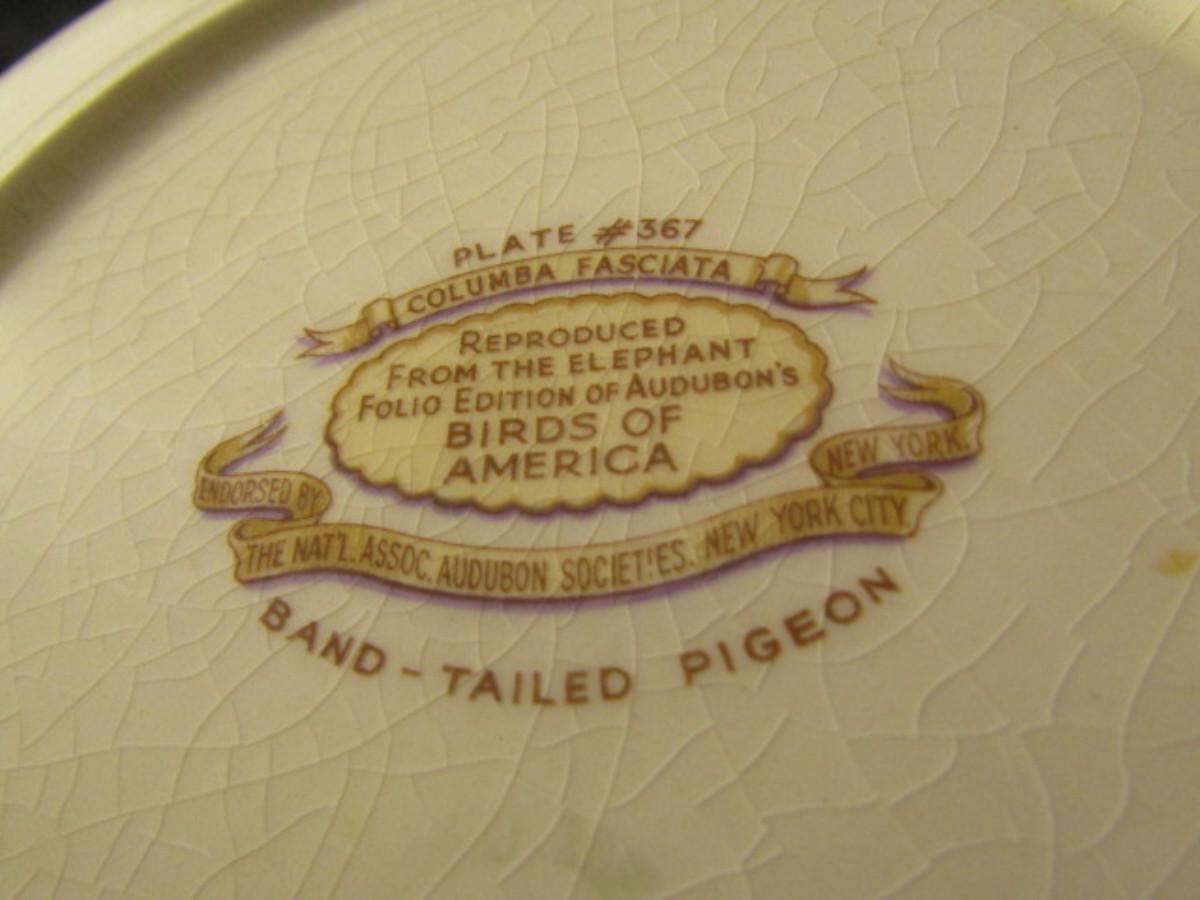 PLATE #367
COLUMBA FASCIATA
REPRODUCED
FROM THE ELEPHANT
FOLIO EDITION OF AUDUBON'S
BIRDS OF
AMERICA
ENDORSED BY
THE NAT'L. ASSOC. AUDUBON SOCIETIES. NEW YORK CITY
NEW YORK.
BAND-TAILED PIGEON